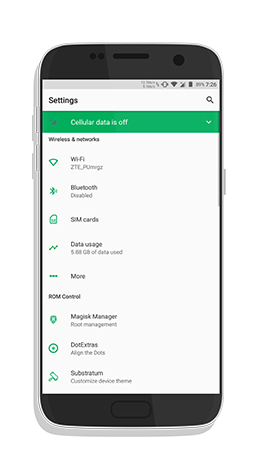 89% 7:26
Settings
Cellular data is off
Wireless & networks
Wi-Fi
ZTE_PUmrgz
Bluetooth
Disabled
SIM cards
Data usage
5.88 GB of data used
More
ROM Control
Magisk Manager
Root management
DotExtras
Align the Dots
Substratum
Customize device theme